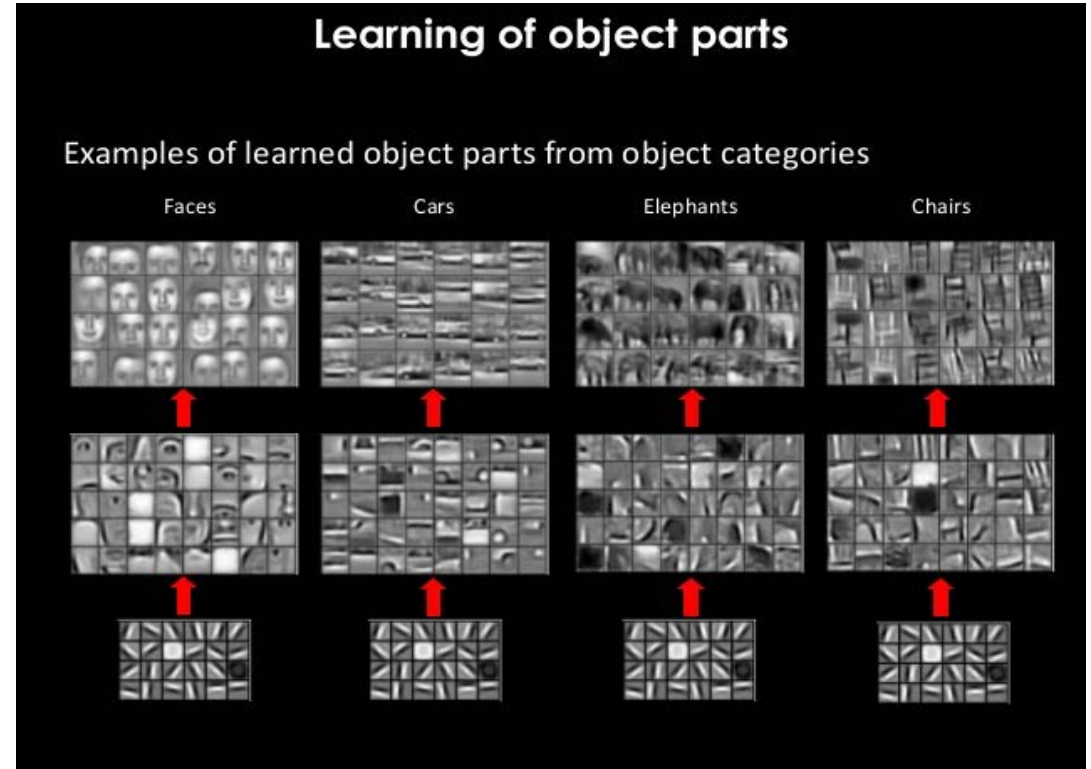 Learning of object parts
Examples of learned object parts from object categories
Faces Cars Elephants Chairs